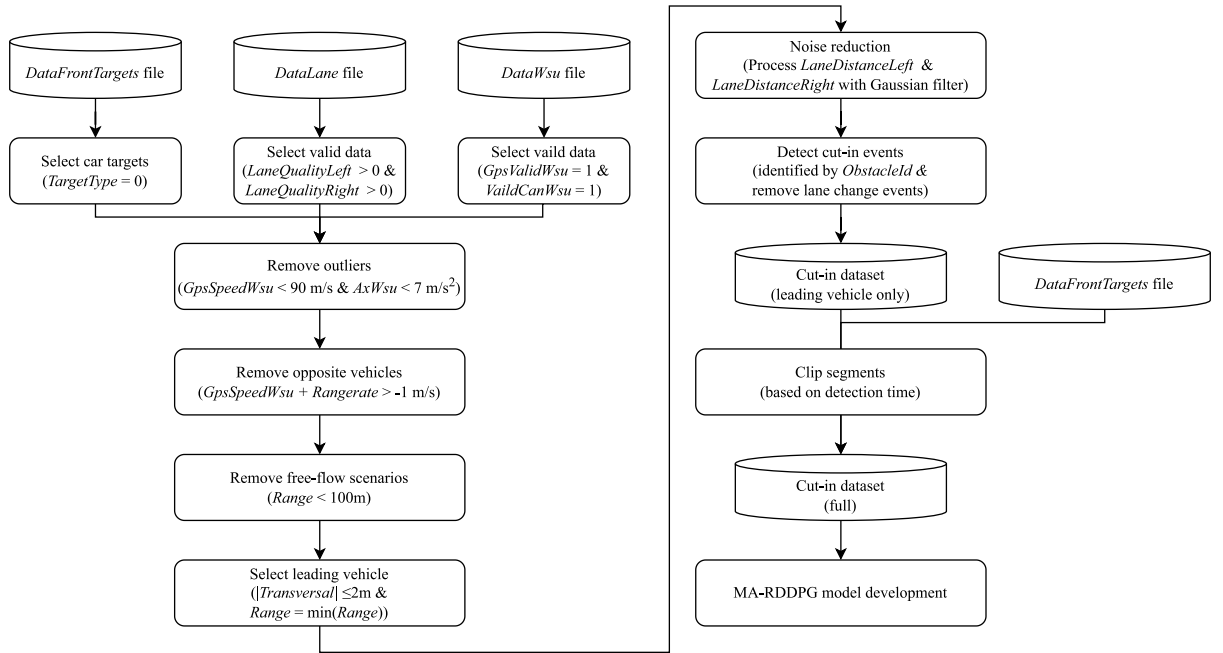 DataFrontTargets file
DataLane file
DataWsu file
Select car targets
(TargetType = 0)
Select valid data
(LaneQualityLeft > 0 &
LaneQualityRight > 0)
Select vaild data
(GpsValidWsu = 1 &
VaildCanWsu = 1)
Remove outliers
(GpsSpeedWsu < 90 m/s & AxWsu < 7 m/s²)
Remove opposite vehicles
(GpsSpeedWsu + Rangerate > -1 m/s)
Remove free-flow scenarios
(Range < 100m)
Select leading vehicle
(|Transversal| ≤2m &
Range = min(Range))
Noise reduction
(Process LaneDistanceLeft &
LaneDistanceRight with Gaussian filter)
Detect cut-in events
(identified by ObstacleId &
remove lane change events)
Cut-in dataset
(leading vehicle only)
DataFrontTargets file
Clip segments
(based on detection time)
Cut-in dataset
(full)
MA-RDDPG model development